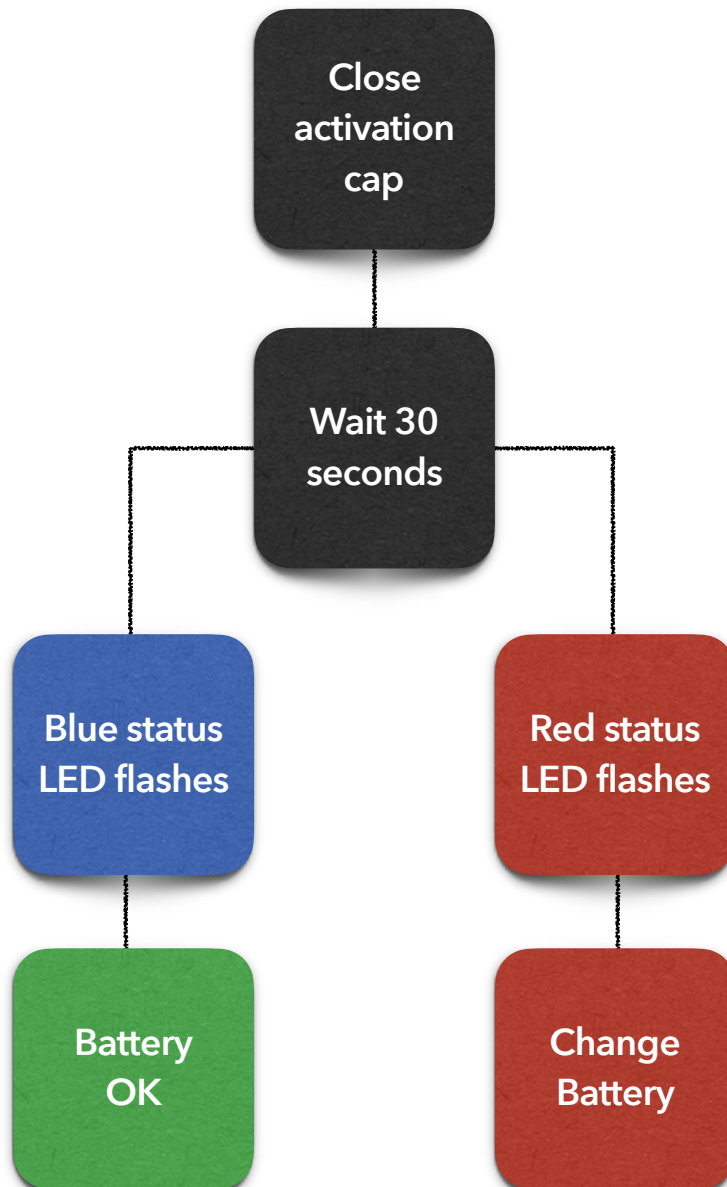 Close
activation
cap
Wait 30
seconds
Blue status
LED flashes
Red status
LED flashes
Battery
OK
Change
Battery